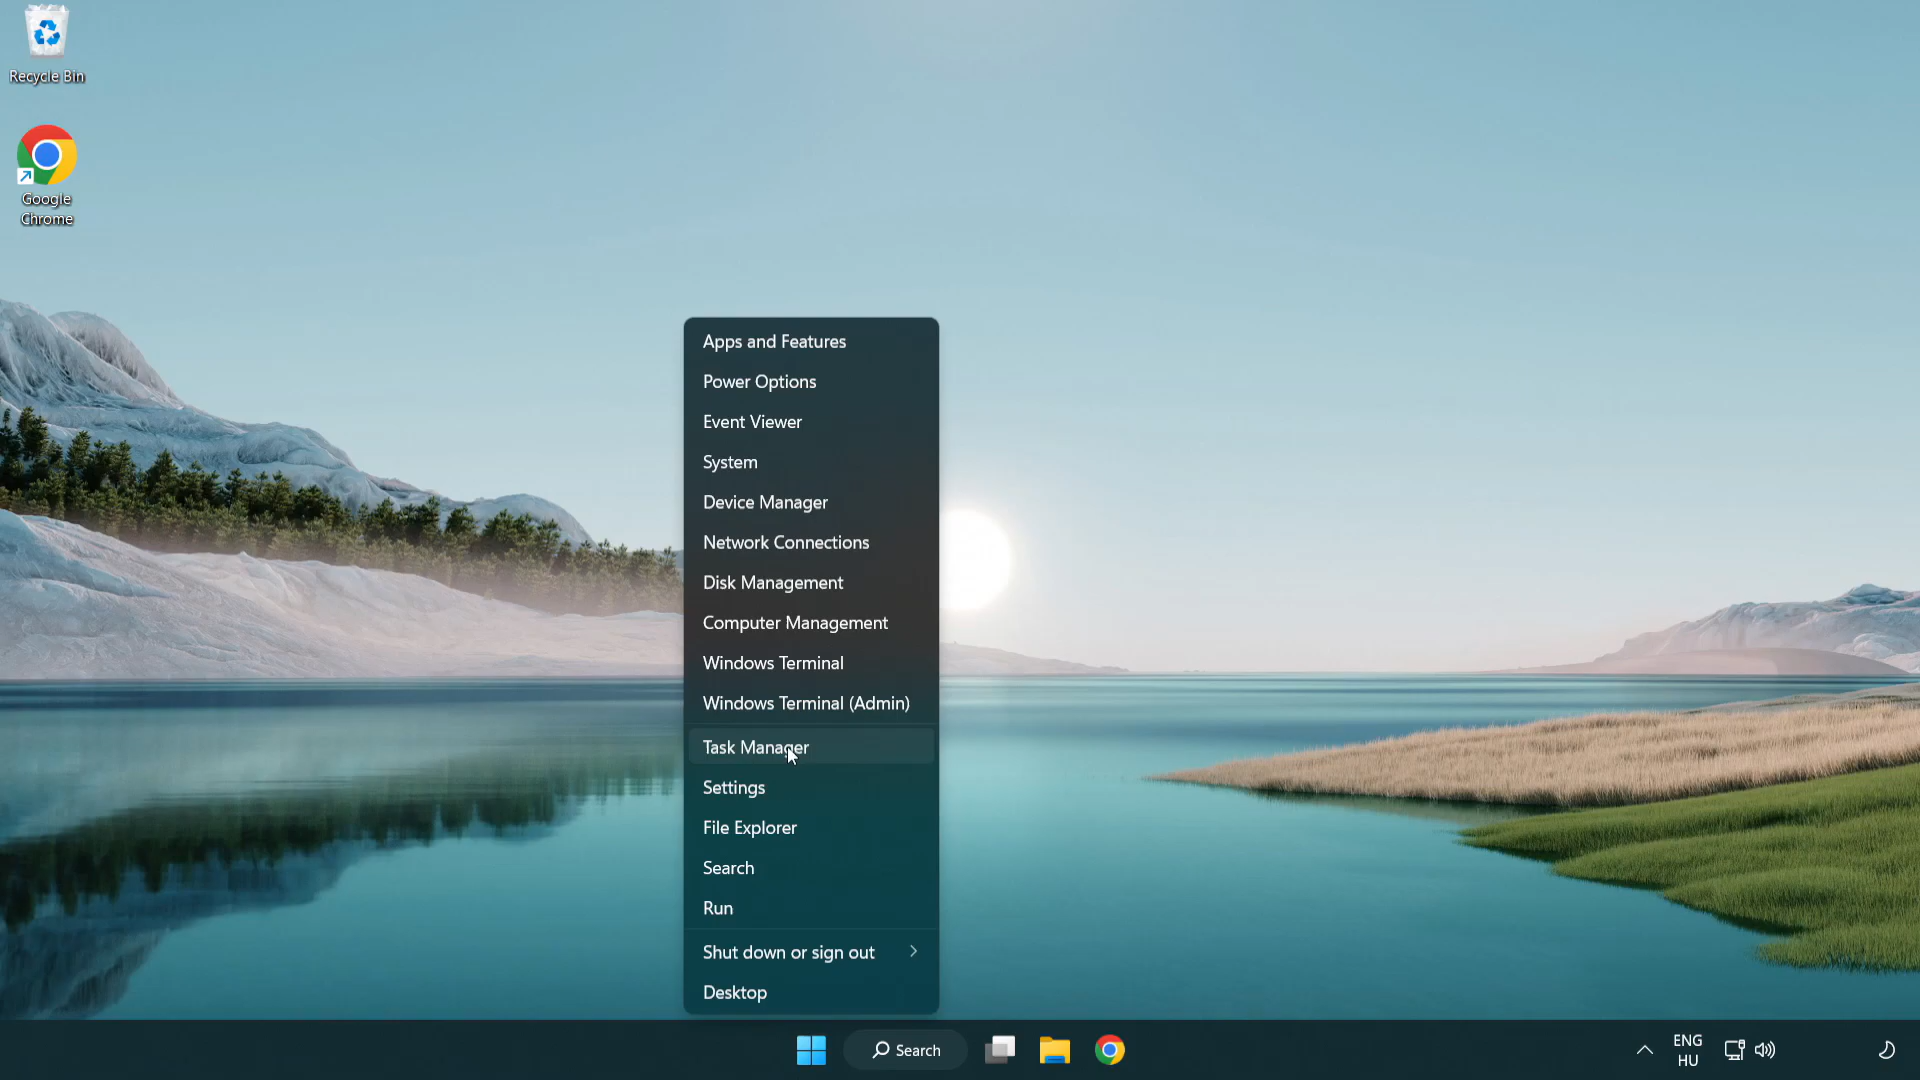 Recycle Bin
Google
Chrome
Apps and Features
Power Options
Event Viewer
System
Device Manager
Network Connections
Disk Management
Computer Management
Windows Terminal
Windows Terminal (Admin)
Task Manager
Settings
File Explorer
Search
Run
Shut down or sign out
Desktop
Search
ENG
HU